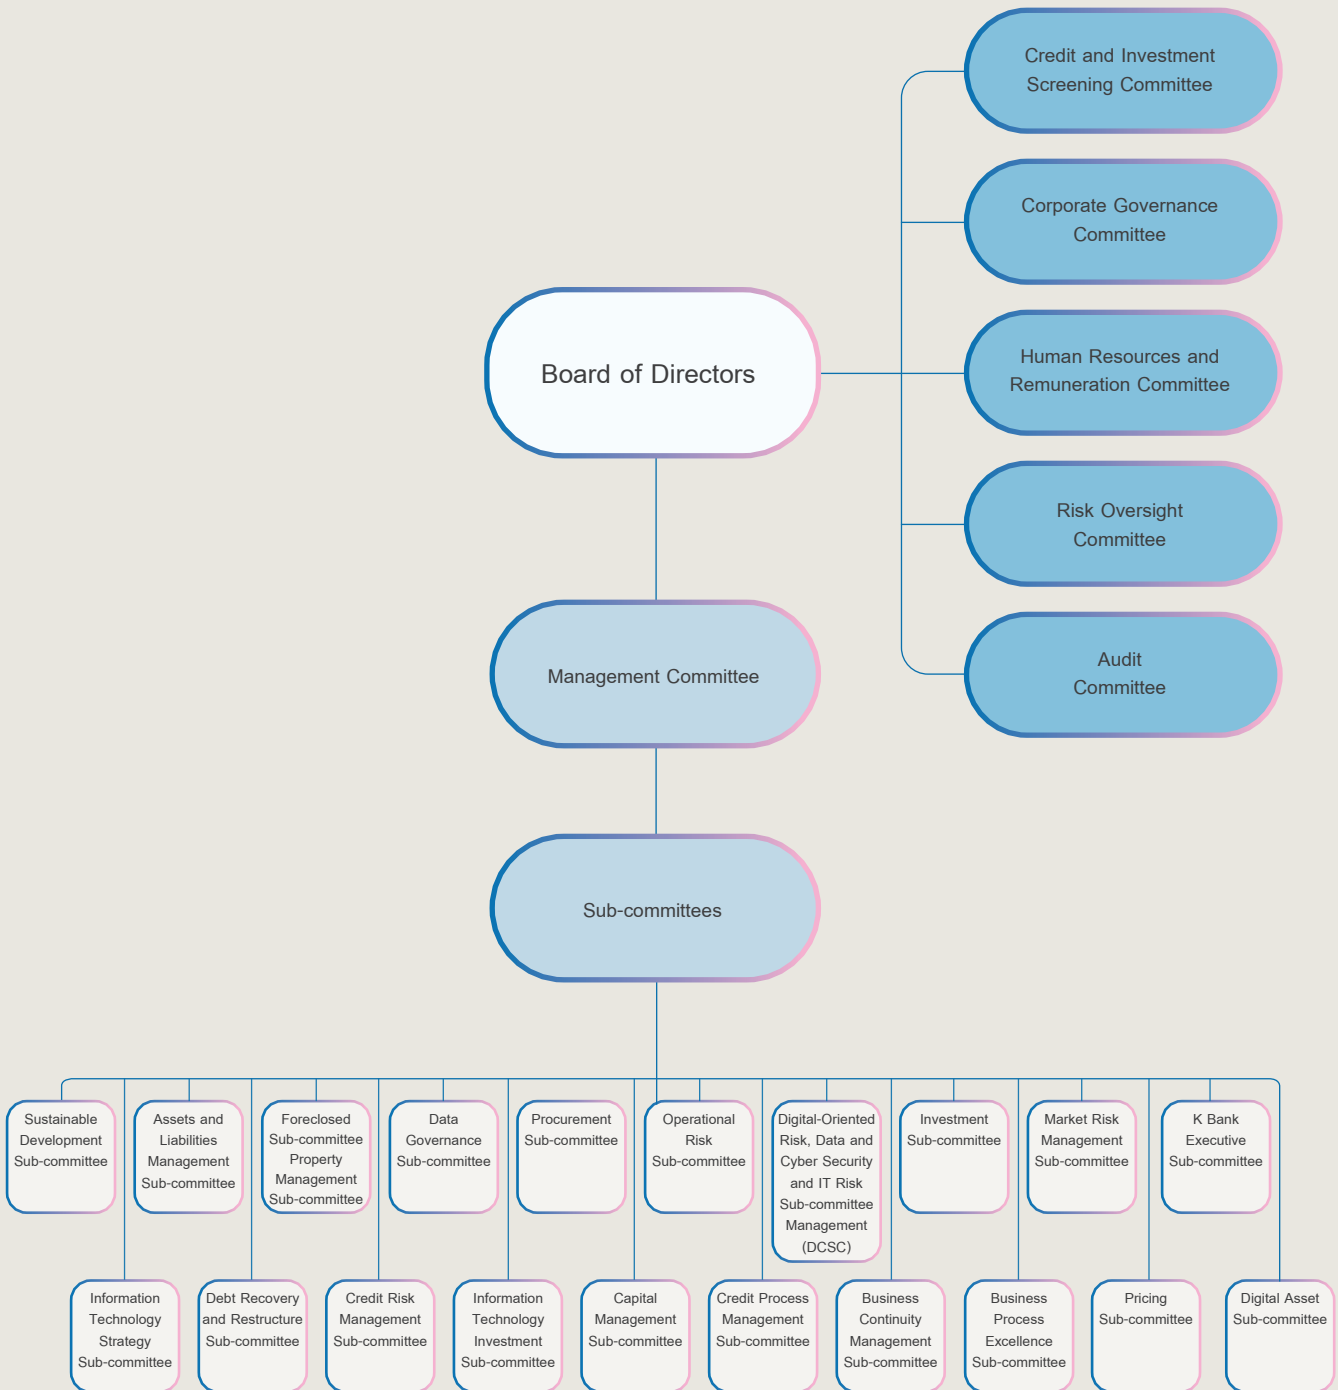 Credit and Investment
Screening Committee
Corporate Governance
Committee
Board of Directors
Human Resources and
Remuneration Committee
Risk Oversight
Committee
Management Committee
Audit
Committee
Sub-committees
Sustainable
Development
Sub-committee
Assets and
Liabilities
Management
Sub-committee
Foreclosed
Sub-committee
Property
Management
Sub-committee
Data
Governance
Sub-committee
Procurement
Sub-committee
Operational
Risk
Sub-committee
Digital-Oriented
Risk, Data and
Cyber Security
and IT Risk
Sub-committee
Management
(DCSC)
Investment
Sub-committee
Market Risk
Management
Sub-committee
K Bank
Executive
Sub-committee
Information
Technology
Strategy
Sub-committee
Debt Recovery
and Restructure
Sub-committee
Credit Risk
Management
Sub-committee
Information
Technology
Investment
Sub-committee
Capital
Management
Sub-committee
Credit Process
Management
Sub-committee
Business
Continuity
Management
Sub-committee
Business
Process
Excellence
Sub-committee
Pricing
Sub-committee
Digital Asset
Sub-committee